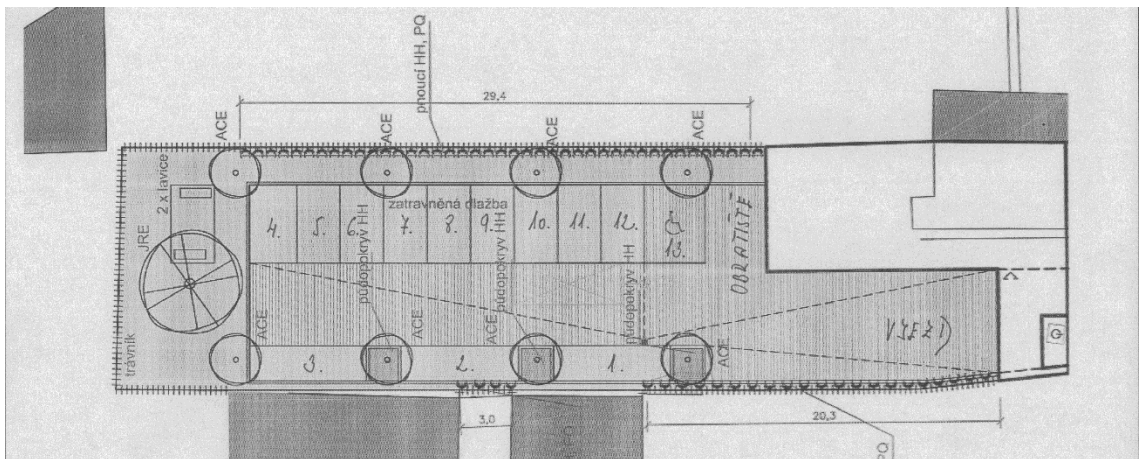 pnoucí HH, PQ
29,4
ACE
ACE
ACE
ACE
2 x lavice
JRE
zatravněná dlažba
4.
5.
6.
7.
8.
9.
10.
11.
12.
13.
půdopokryv HH
půdopokryv HH
půdopokryv HH
OBRATIŠTĚ
VJEZD
trávník
ACE
ACE
ACE
ACE
3.
2.
1.
3,0
20,3
PQ
PQ